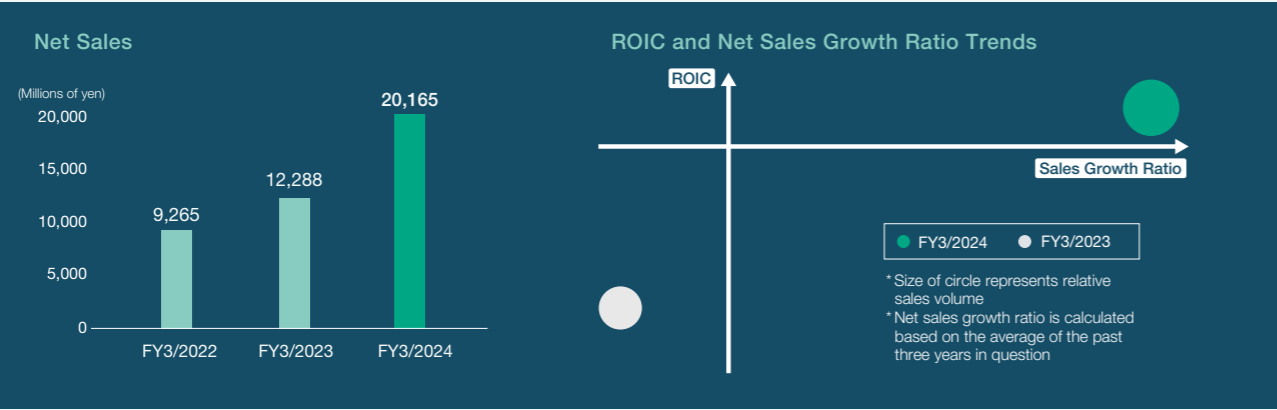 Net Sales
(Millions of yen)
20,000
15,000
10,000
5,000
0
9,265
12,288
20,165
FY3/2022
FY3/2023
FY3/2024
ROIC and Net Sales Growth Ratio Trends
ROIC
Sales Growth Ratio
FY3/2024
FY3/2023
* Size of circle represents relative
sales volume
* Net sales growth ratio is calculated
based on the average of the past
three years in question